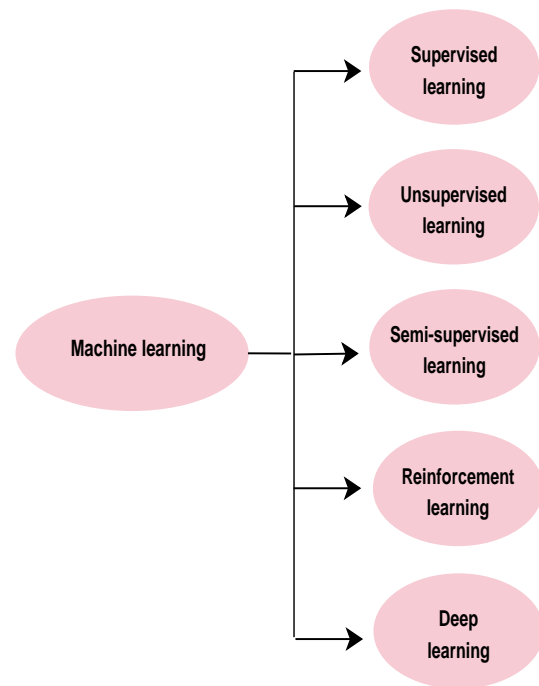 Supervised
learning
Unsupervised
learning
Machine learning
Semi-supervised
learning
Reinforcement
learning
Deep
learning